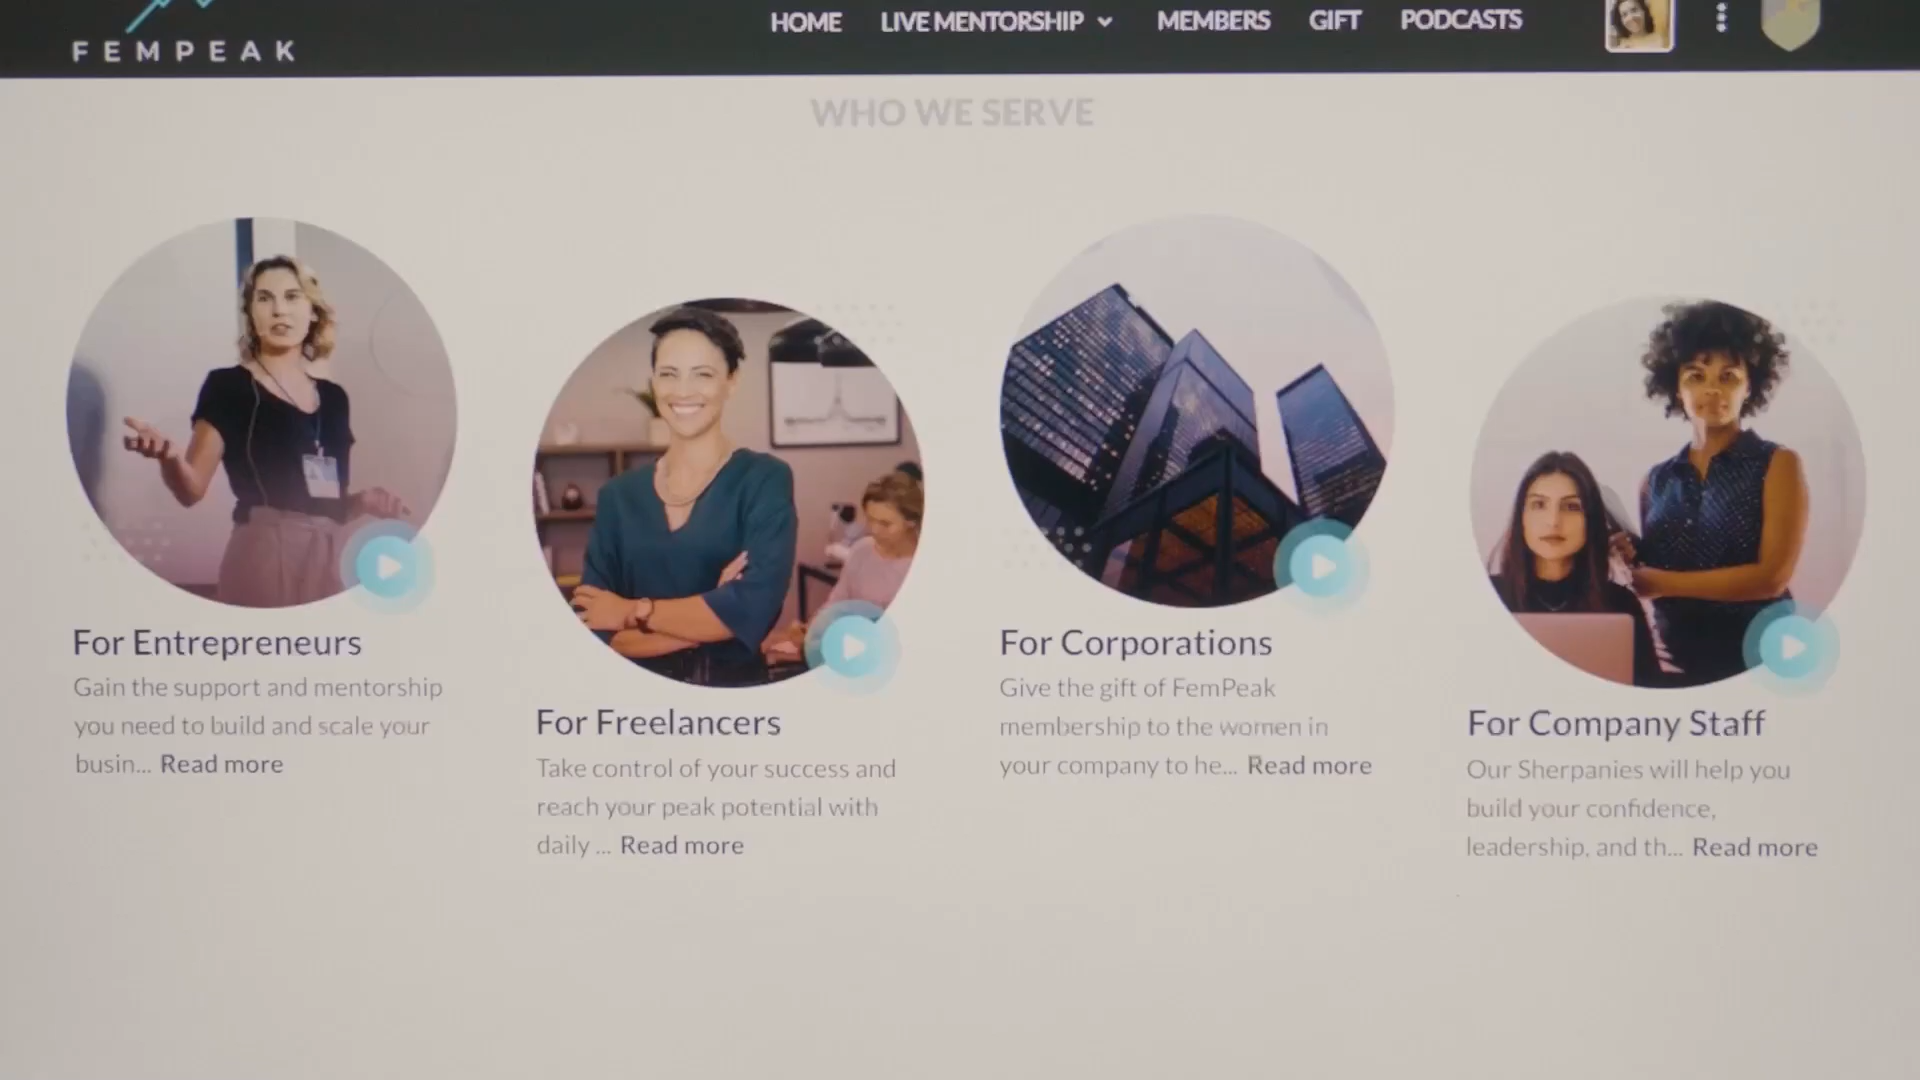 FEMPEAK
HOME LIVE MENTORSHIP MEMBERS GIFT PODCASTS
WHO WE SERVE
For Entrepreneurs
Gain the support and mentorship
you need to build and scale your
busin... Read more
For Freelancers
Take control of your success and
reach your peak potential with
daily ... Read more
For Corporations
Give the gift of FemPeak
membership to the women in
your company to he... Read more
For Company Staff
Our Sherpanies will help you
build your confidence,
leadership, and th... Read more